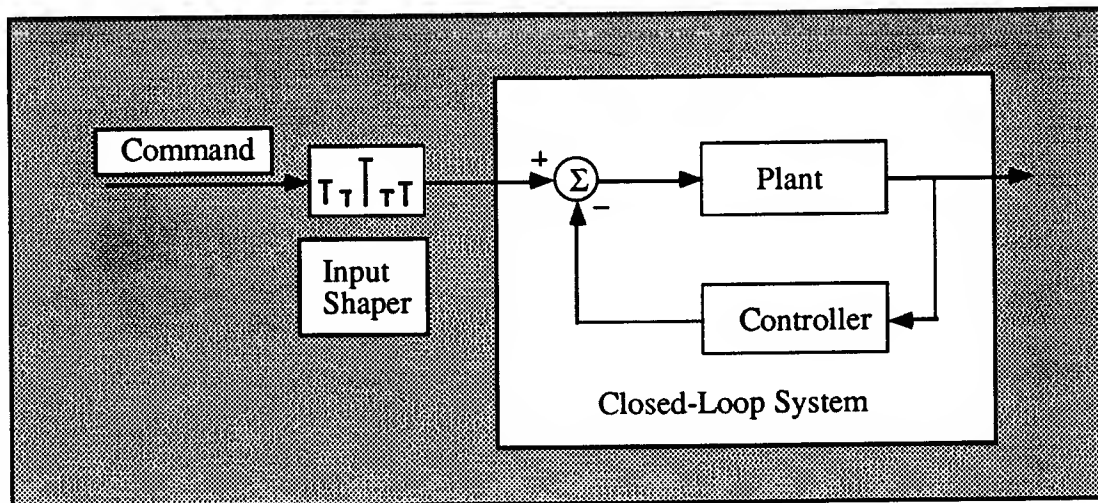 Command
Input
Shaper
+
Σ
−
Plant
Controller
Closed-Loop System